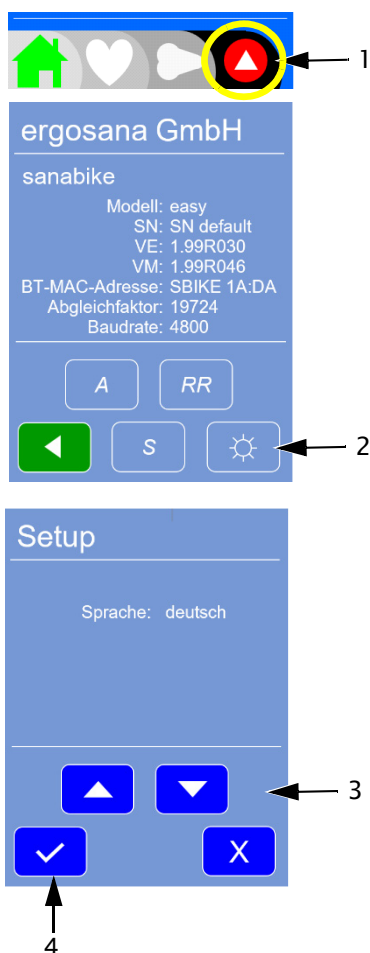 1
ergosana GmbH
sanabike
Modell: easy
SN: SN default
VE: 1.99R030
VM: 1.99R046
BT-MAC-Adresse: SBIKE 1A:DA
Abgleichfaktor: 19724
Baudrate: 4800
A RR
S
2
Setup
Sprache: deutsch
3
X
4